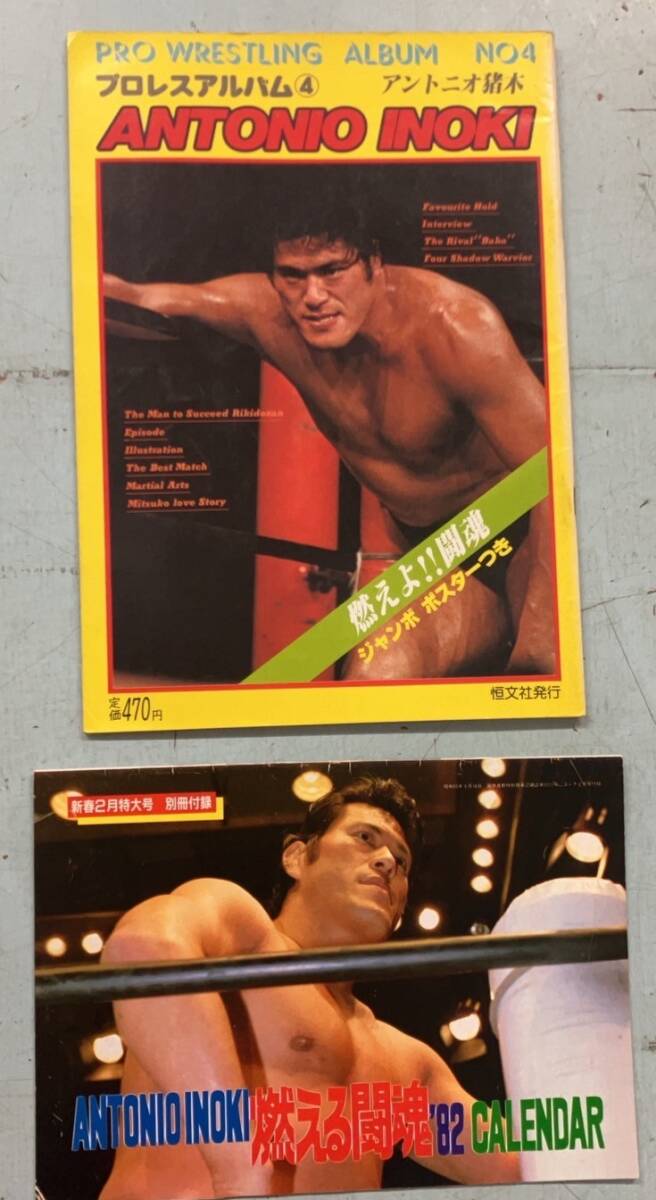 PRO WRESTLING ALBUM NO4
プロレスアルバム④ アントニオ猪木
ANTONIO INOKI
Favourite Hold
Interview
The Rival"Baba"
Four Shadow Warrior
The Man to Succeed Rikidozan
Episode
Illustration
The Best Match
Martial Arts
Mitsuko love Story
燃えよ!!闘魂
ジャンボ ポスターつき
定価470円
恒文社発行
新春2月特大号 別冊付録
ANTONIO INOKI 燃える闘魂 '82 CALENDAR